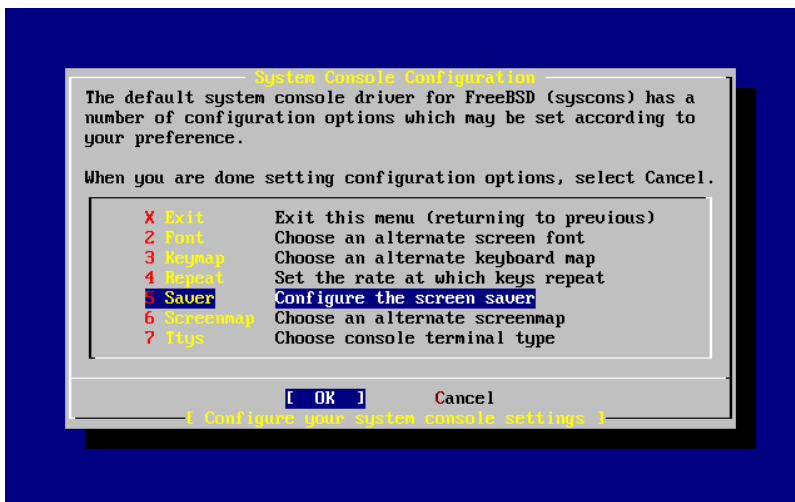 System Console Configuration
The default system console driver for FreeBSD (syscons) has a
number of configuration options which may be set according to
your preference.
When you are done setting configuration options, select Cancel.
X Exit Exit this menu (returning to previous)
2 Font Choose an alternate screen font
3 Keymap Choose an alternate keyboard map
4 Repeat Set the rate at which keys repeat
5 Saver Configure the screen saver
6 Screenmap Choose an alternate screenmap
7 Ttys Choose console terminal type
[ OK ] Cancel
[ Configure your system console settings ]